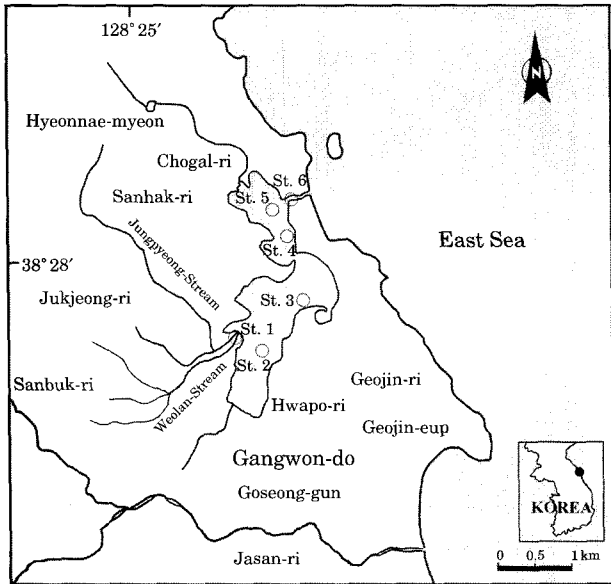 128° 25′
N
Hyeonnae-myeon
Chogal-ri
St. 6
Sanhak-ri
St. 5
Jungpyeong-Stream
East Sea
St. 4
38° 28′
Jukjeong-ri
St. 3
St. 1
St. 2
Sanbuk-ri
Weolan-Stream
Geojin-ri
Hwapo-ri
Geojin-eup
Gangwon-do
Goseong-gun
KOREA
Jasan-ri
0 0.5 1 km